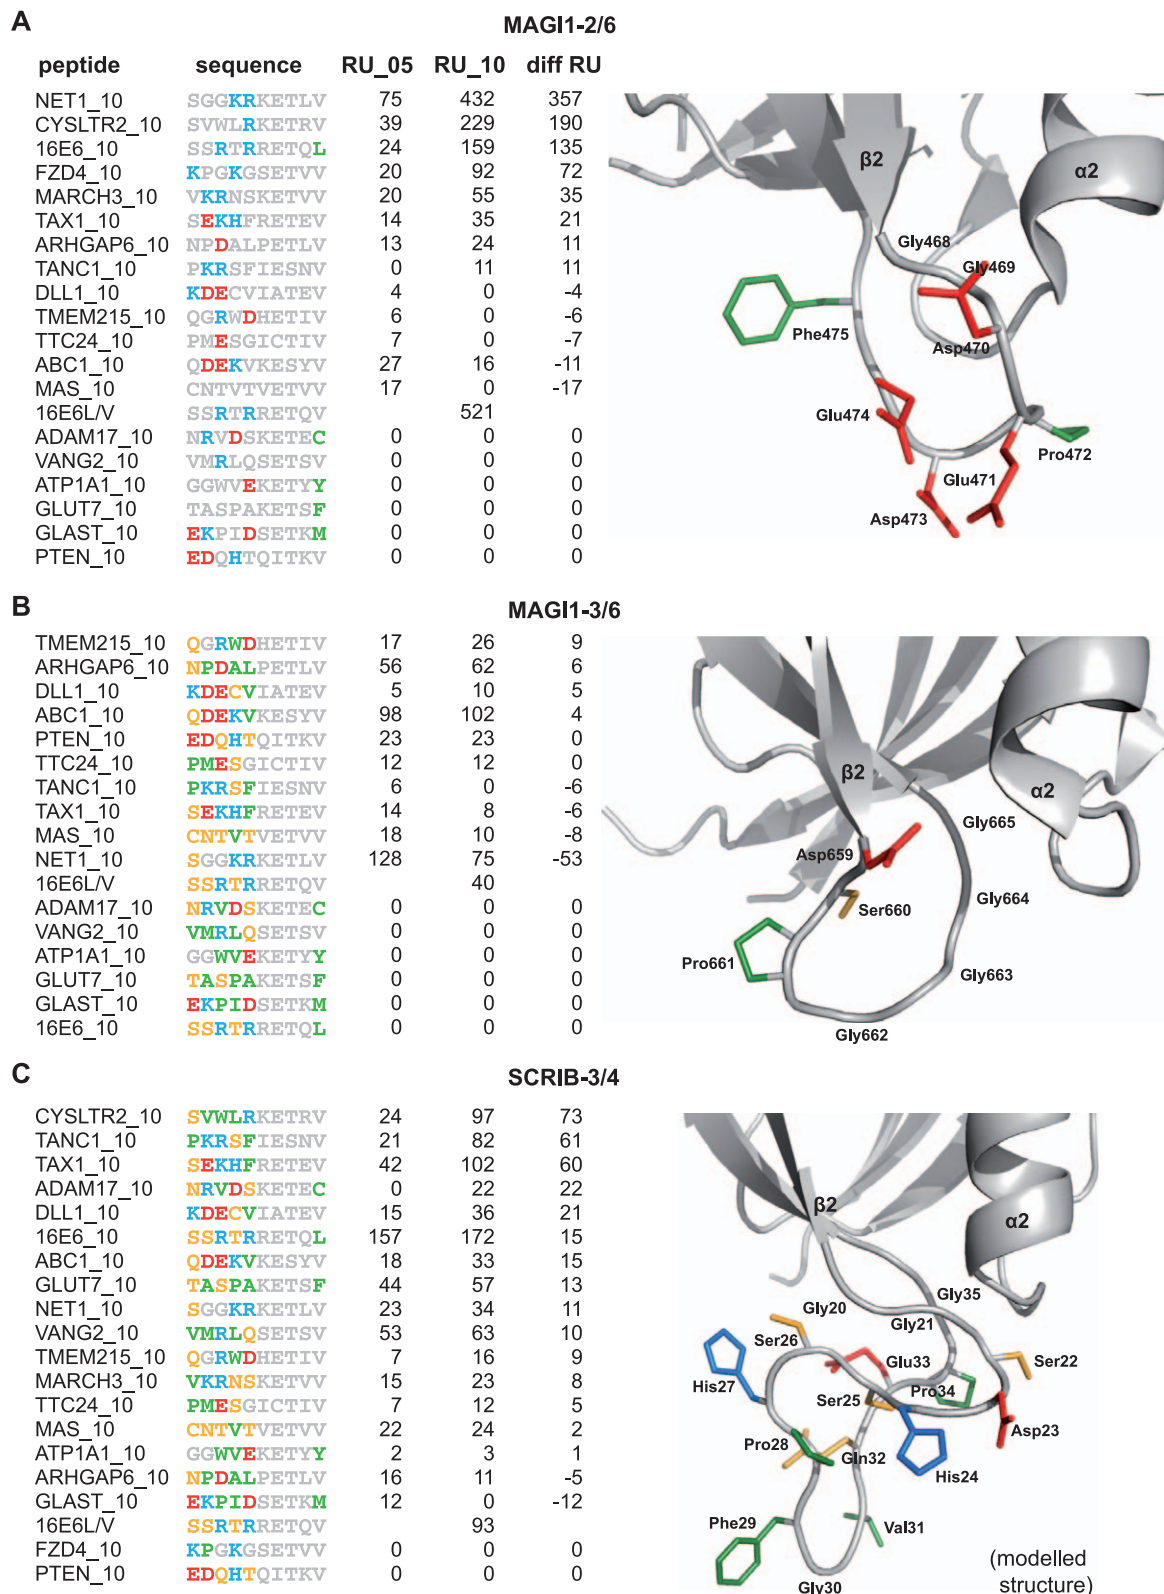 A
MAGI1-2/6
peptide sequence RU_05 RU_10 diff RU
NET1_10 SGGKRKETLV 75 432 357
CYSLTR2_10 SVWLRKETRV 39 229 190
16E6_10 SSRTRRETQL 24 159 135
FZD4_10 KPGKGSETVV 20 92 72
MARCH3_10 VKRNSKETVV 20 55 35
TAX1_10 SEKHFRETEV 14 35 21
ARHGAP6_10 NPDALPETLV 13 24 11
TANC1_10 PKRSFIESNV 0 11 11
DLL1_10 KDECVIATEV 4 0 -4
TMEM215_10 QGRWDHETIV 6 0 -6
TTC24_10 PMESGICTIV 7 0 -7
ABC1_10 QDEKVKESYV 27 16 -11
MAS_10 CNTVTVETVV 17 0 -17
16E6L/V SSRTRRETQV 521
ADAM17_10 NRVDSKETEC 0 0 0
VANG2_10 VMRLQSETSV 0 0 0
ATP1A1_10 GGWVEKETYY 0 0 0
GLUT7_10 TASPAKETSF 0 0 0
GLAST_10 EKPIDSETKM 0 0 0
PTEN_10 EDQHTQITKV 0 0 0
β2
α2
Gly468
Gly469
Phe475
Asp470
Glu474
Pro472
Glu471
Asp473
B
MAGI1-3/6
TMEM215_10 QGRWDHETIV 17 26 9
ARHGAP6_10 NPDALPETLV 56 62 6
DLL1_10 KDECVIATEV 5 10 5
ABC1_10 QDEKVKESYV 98 102 4
PTEN_10 EDQHTQITKV 23 23 0
TTC24_10 PMESGICTIV 12 12 0
TANC1_10 PKRSFIESNV 6 0 -6
TAX1_10 SEKHFRETEV 14 8 -6
MAS_10 CNTVTVETVV 18 10 -8
NET1_10 SGGKRKETLV 128 75 -53
16E6L/V SSRTRRETQV 40
ADAM17_10 NRVDSKETEC 0 0 0
VANG2_10 VMRLQSETSV 0 0 0
ATP1A1_10 GGWVEKETYY 0 0 0
GLUT7_10 TASPAKETSF 0 0 0
GLAST_10 EKPIDSETKM 0 0 0
16E6_10 SSRTRRETQL 0 0 0
β2
α2
Gly665
Asp659
Ser660
Gly664
Pro661
Gly663
Gly662
C
SCRIB-3/4
CYSLTR2_10 SVWLRKETRV 24 97 73
TANC1_10 PKRSFIESNV 21 82 61
TAX1_10 SEKHFRETEV 42 102 60
ADAM17_10 NRVDSKETEC 0 22 22
DLL1_10 KDECVIATEV 15 36 21
16E6_10 SSRTRRETQL 157 172 15
ABC1_10 QDEKVKESYV 18 33 15
GLUT7_10 TASPAKETSF 44 57 13
NET1_10 SGGKRKETLV 23 34 11
VANG2_10 VMRLQSETSV 53 63 10
TMEM215_10 QGRWDHETIV 7 16 9
MARCH3_10 VKRNSKETVV 15 23 8
TTC24_10 PMESGICTIV 7 12 5
MAS_10 CNTVTVETVV 22 24 2
ATP1A1_10 GGWVEKETYY 2 3 1
ARHGAP6_10 NPDALPETLV 16 11 -5
GLAST_10 EKPIDSETKM 12 0 -12
16E6L/V SSRTRRETQV 93
FZD4_10 KPGKGSETVV 0 0 0
PTEN_10 EDQHTQITKV 0 0 0
β2
α2
Gly20
Gly35
Gly21
Ser26
Glu33
Ser22
His27
Ser25
Pro34
Asp23
Pro28
Gln32
His24
Phe29
Val31
Gly30
(modelled
structure)